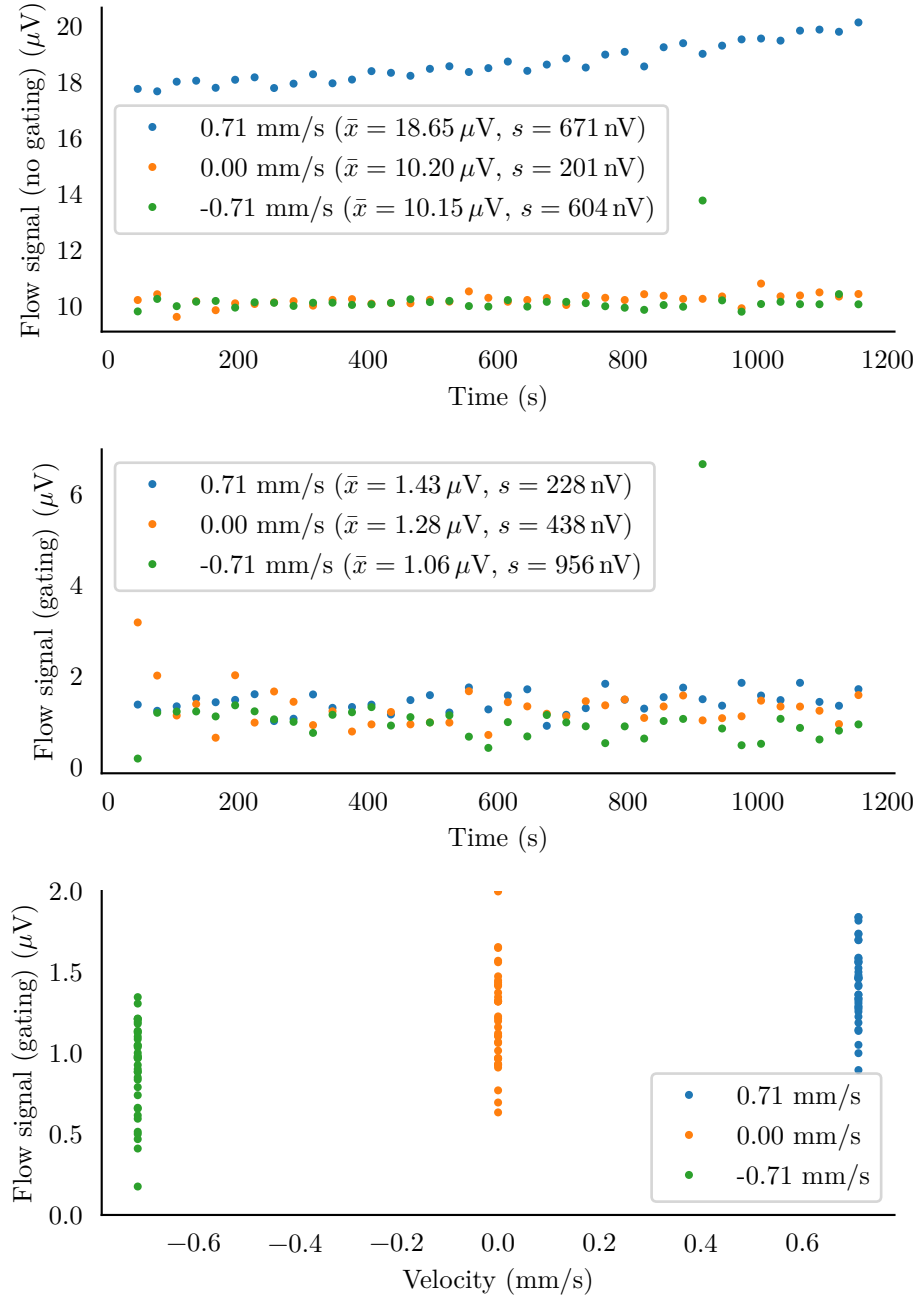 Flow signal (no gating) (μV)
20
18
16
14
12
10
0.71 mm/s (x̄ = 18.65 μV, s = 671 nV)
0.00 mm/s (x̄ = 10.20 μV, s = 201 nV)
-0.71 mm/s (x̄ = 10.15 μV, s = 604 nV)
0 200 400 600 800 1000 1200
Time (s)
Flow signal (gating) (μV)
6
4
2
0
0.71 mm/s (x̄ = 1.43 μV, s = 228 nV)
0.00 mm/s (x̄ = 1.28 μV, s = 438 nV)
-0.71 mm/s (x̄ = 1.06 μV, s = 956 nV)
0 200 400 600 800 1000 1200
Time (s)
Flow signal (gating) (μV)
2.0
1.5
1.0
0.5
0.0
0.71 mm/s
0.00 mm/s
-0.71 mm/s
−0.6 −0.4 −0.2 0.0 0.2 0.4 0.6
Velocity (mm/s)